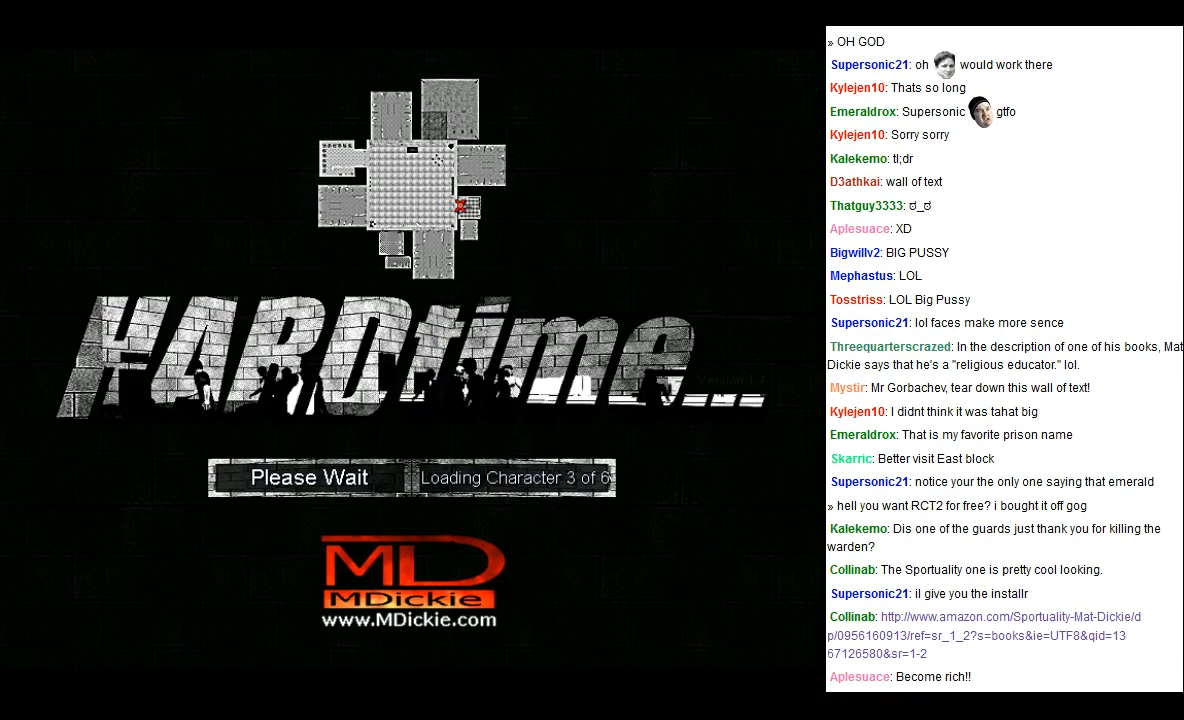 HARDtime...
Version 1.4
Please Wait
Loading Character 3 of 6
MD
MDickie
www.MDickie.com
» OH GOD
Supersonic21: oh would work there
Kylejen10: Thats so long
Emeraldrox: Supersonic gtfo
Kylejen10: Sorry sorry
Kalekemo: tl;dr
D3athkai: wall of text
Thatguy3333: ಠ_ಠ
Aplesuace: XD
Bigwillv2: BIG PUSSY
Mephastus: LOL
Tosstriss: LOL Big Pussy
Supersonic21: lol faces make more sence
Threequarterscrazed: In the description of one of his books, Mat
Dickie says that he's a "religious educator." lol.
Mystir: Mr Gorbachev, tear down this wall of text!
Kylejen10: I didnt think it was tahat big
Emeraldrox: That is my favorite prison name
Skarric: Better visit East block
Supersonic21: notice your the only one saying that emerald
» hell you want RCT2 for free? i bought it off gog
Kalekemo: Dis one of the guards just thank you for killing the
warden?
Collinab: The Sportuality one is pretty cool looking.
Supersonic21: il give you the installr
Collinab: http://www.amazon.com/Sportuality-Mat-Dickie/d
p/0956160913/ref=sr_1_2?s=books&ie=UTF8&qid=13
67126580&sr=1-2
Aplesuace: Become rich!!